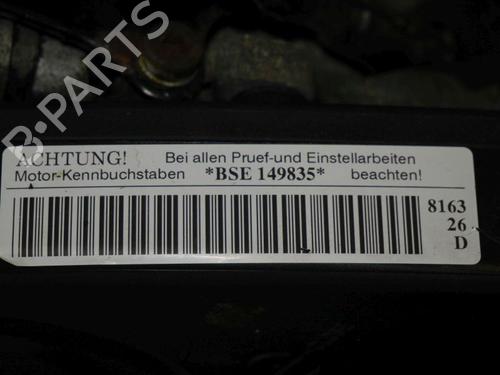 B-PARTS
ACHTUNG! Bei allen Pruef-und Einstellarbeiten
Motor-Kennbuchstaben *BSE 149835* beachten!
8163
26
D